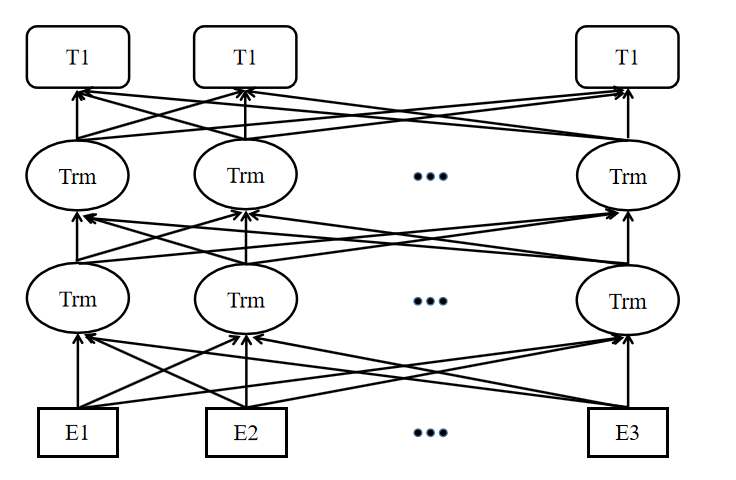 T1 T1 T1
Trm Trm ••• Trm
Trm Trm ••• Trm
E1 E2 ••• E3